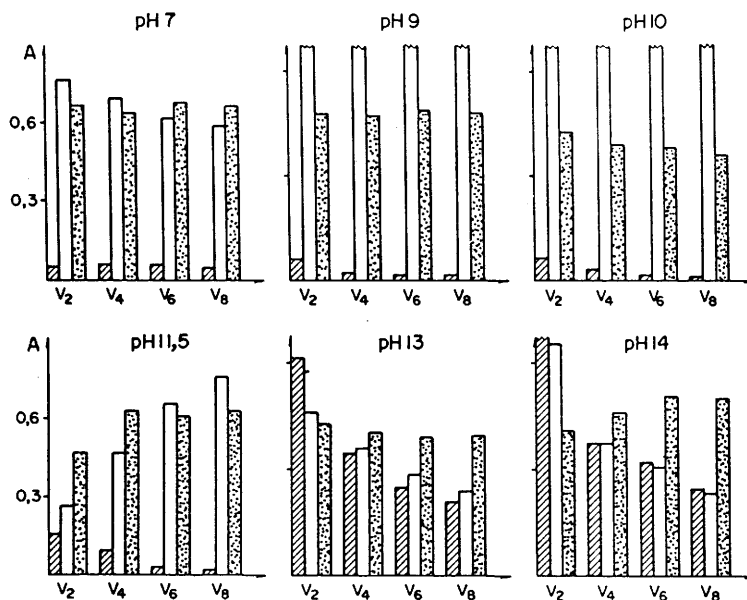 pH 7
pH 9
pH 10
A
0,6
0,3
V2 V4 V6 V8
V2 V4 V6 V8
V2 V4 V6 V8
pH 11,5
pH 13
pH 14
A
0,6
0,3
V2 V4 V6 V8
V2 V4 V6 V8
V2 V4 V6 V8